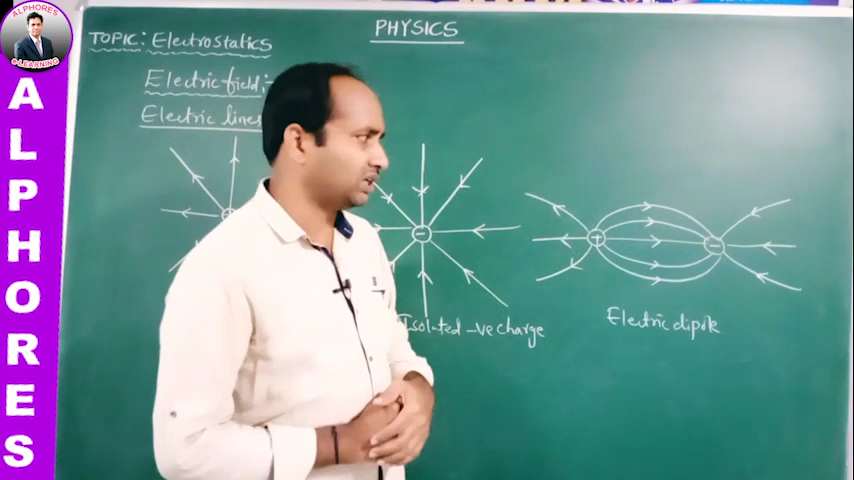 ALPHORES
e-LEARNING
ALPHORES
PHYSICS
TOPIC: Electrostatics
Electric field:-
Electric lines
+
-
+
-
Isolated -ve charge
Electric dipole